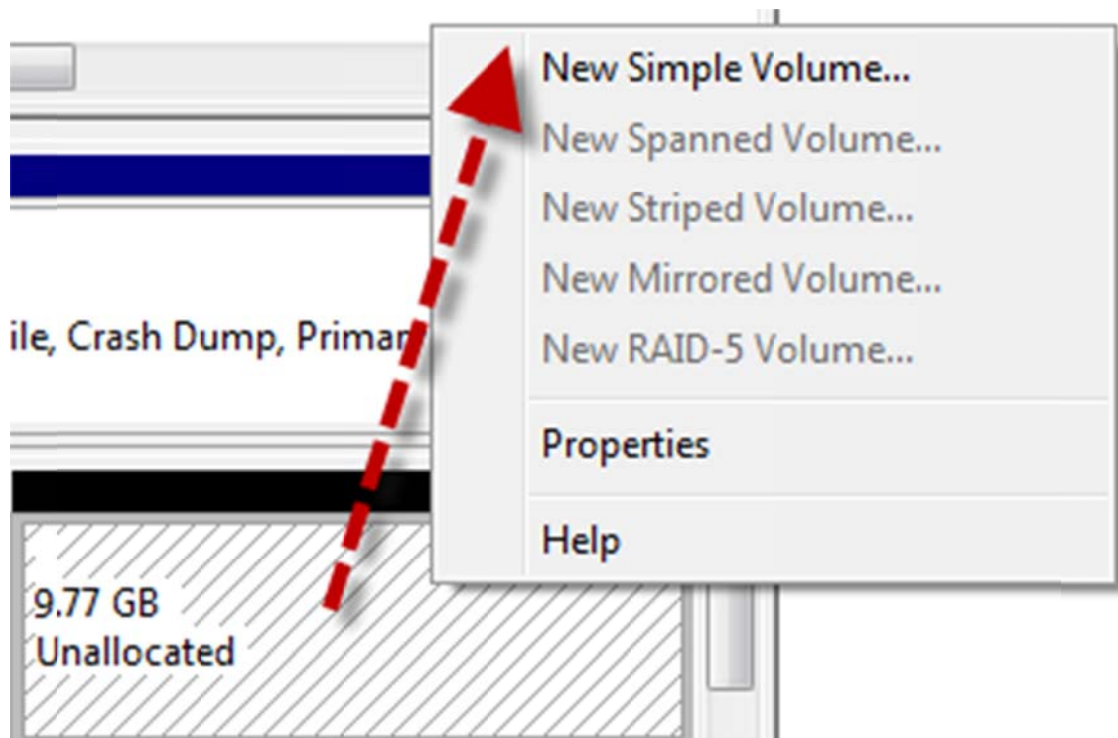 New Simple Volume...
New Spanned Volume...
New Striped Volume...
New Mirrored Volume...
New RAID-5 Volume...
Properties
Help
ile, Crash Dump, Primar
9.77 GB
Unallocated